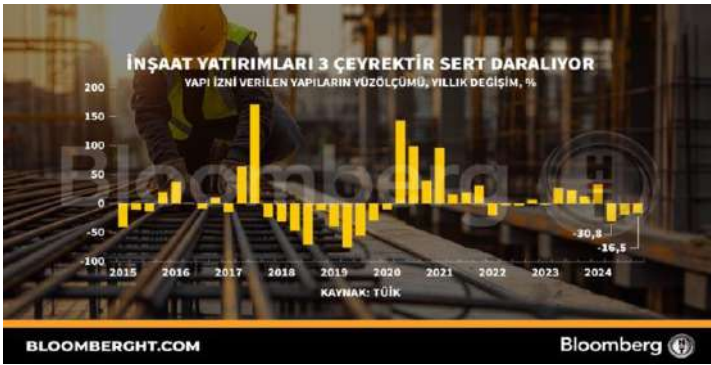 İNŞAAT YATIRIMLARI 3 ÇEYREKTİR SERT DARALIYOR
YAPI İZNİ VERİLEN YAPILARIN YÜZÖLÇÜMÜ, YILLIK DEĞİŞİM, %
200
150
100
50
0
-50
-100
Bloomberg
-30,8
-16,5
2015 2016 2017 2018 2019 2020 2021 2022 2023 2024
KAYNAK: TÜİK
BLOOMBERGHT.COM
Bloomberg HT